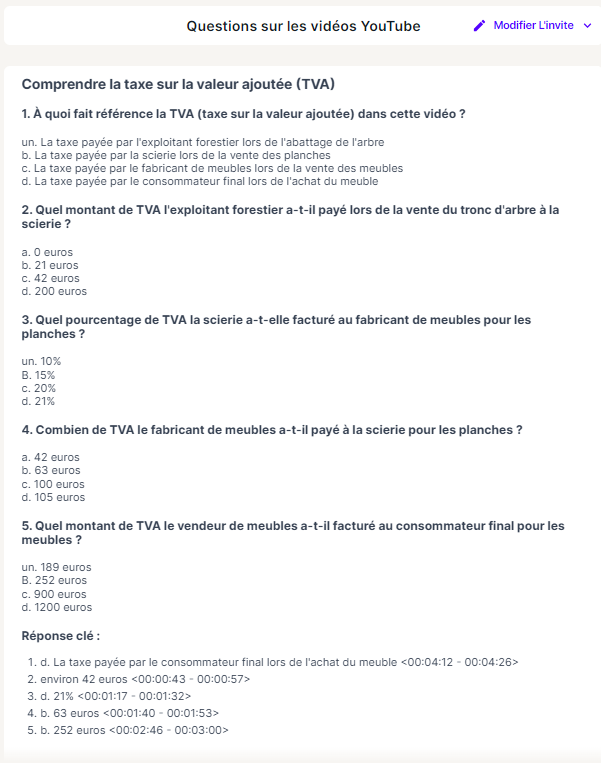 Questions sur les vidéos YouTube
Modifier L'invite
Comprendre la taxe sur la valeur ajoutée (TVA)
1. À quoi fait référence la TVA (taxe sur la valeur ajoutée) dans cette vidéo ?
un. La taxe payée par l'exploitant forestier lors de l'abattage de l'arbre
b. La taxe payée par la scierie lors de la vente des planches
c. La taxe payée par le fabricant de meubles lors de la vente des meubles
d. La taxe payée par le consommateur final lors de l'achat du meuble
2. Quel montant de TVA l'exploitant forestier a-t-il payé lors de la vente du tronc d'arbre à la
scierie ?
a. 0 euros
b. 21 euros
c. 42 euros
d. 200 euros
3. Quel pourcentage de TVA la scierie a-t-elle facturé au fabricant de meubles pour les
planches ?
un. 10%
B. 15%
c. 20%
d. 21%
4. Combien de TVA le fabricant de meubles a-t-il payé à la scierie pour les planches ?
a. 42 euros
b. 63 euros
c. 100 euros
d. 105 euros
5. Quel montant de TVA le vendeur de meubles a-t-il facturé au consommateur final pour les
meubles ?
un. 189 euros
B. 252 euros
c. 900 euros
d. 1200 euros
Réponse clé :
1. d. La taxe payée par le consommateur final lors de l'achat du meuble <00:04:12 - 00:04:26>
2. environ 42 euros <00:00:43 - 00:00:57>
3. d. 21% <00:01:17 - 00:01:32>
4. b. 63 euros <00:01:40 - 00:01:53>
5. b. 252 euros <00:02:46 - 00:03:00>